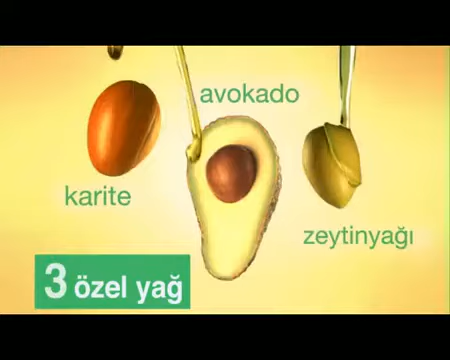 avokado
karite
zeytinyağı
3 özel yağ